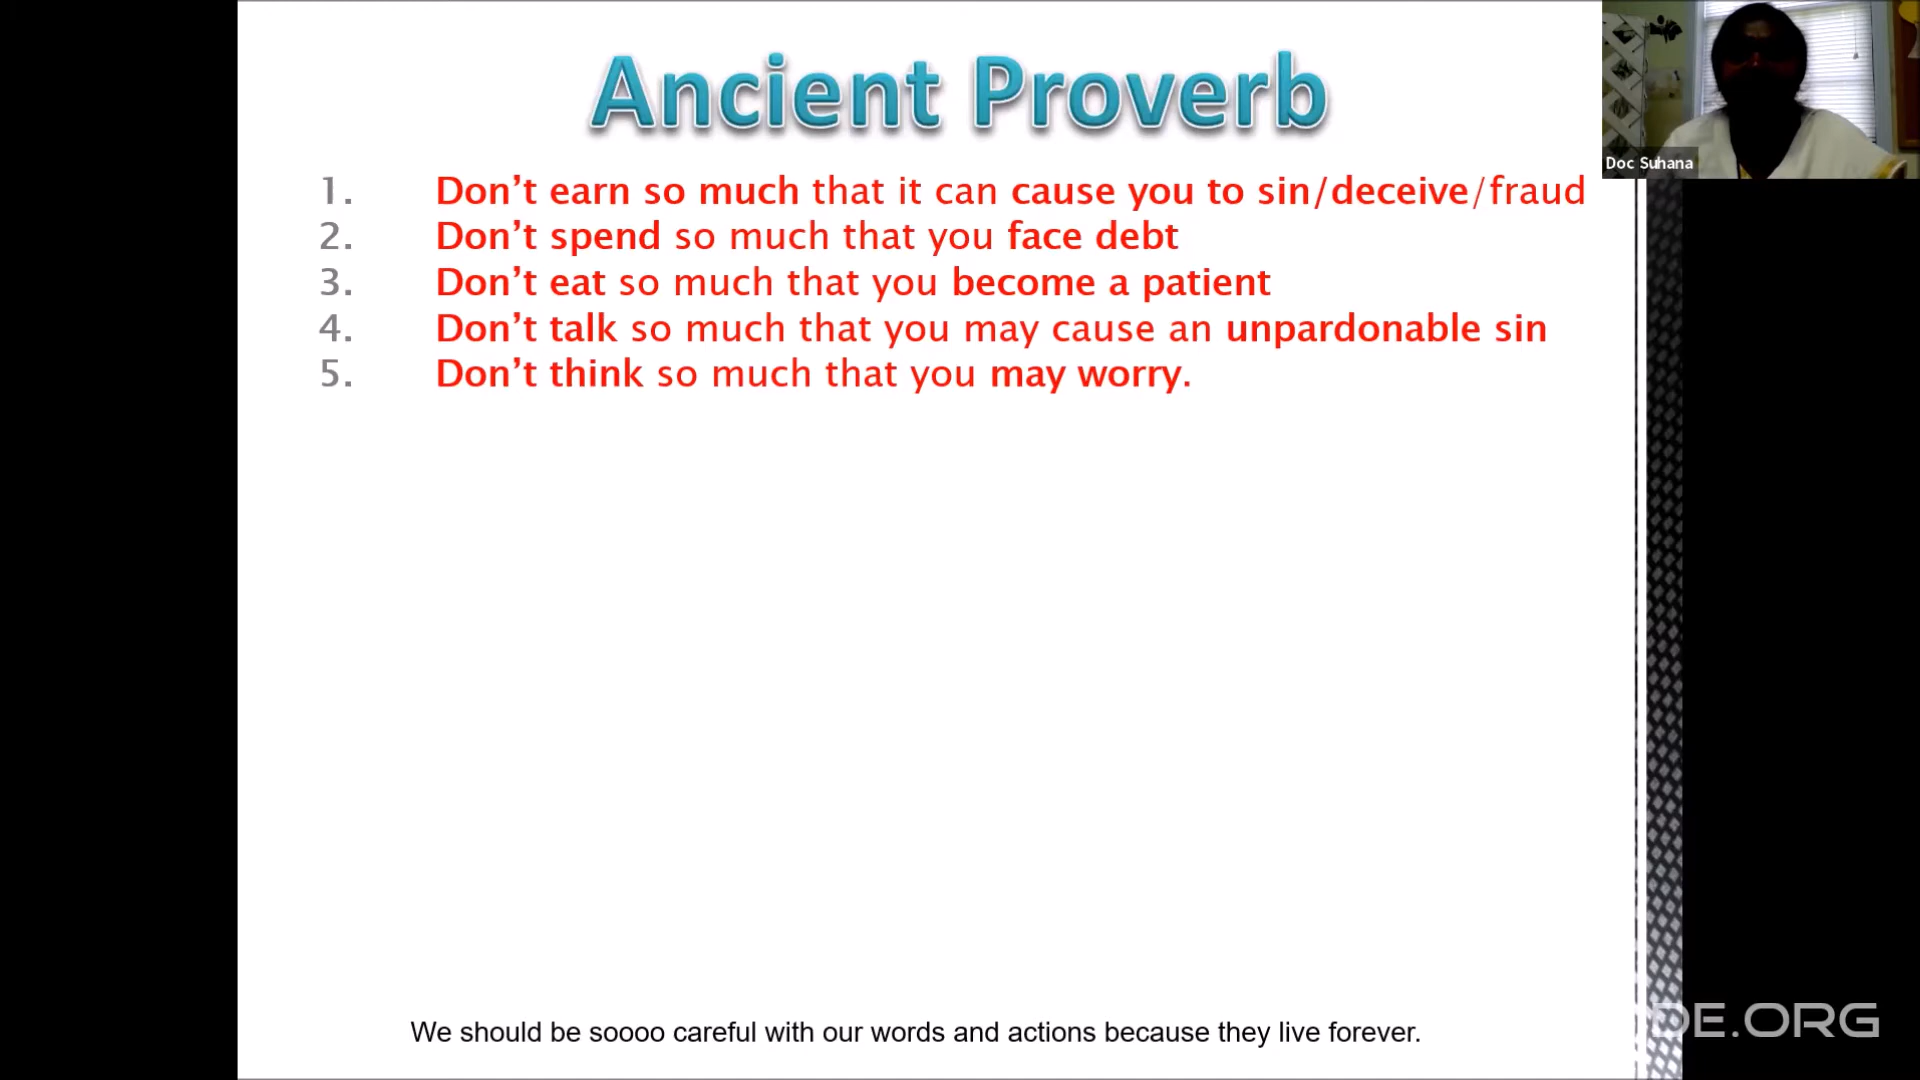 Ancient Proverb
Doc Suhana
1. Don't earn so much that it can cause you to sin/deceive/fraud
2. Don't spend so much that you face debt
3. Don't eat so much that you become a patient
4. Don't talk so much that you may cause an unpardonable sin
5. Don't think so much that you may worry.
DE.ORG
We should be soooo careful with our words and actions because they live forever.